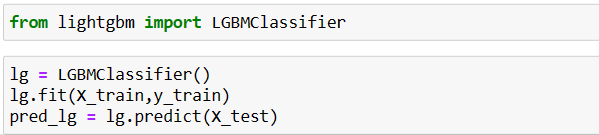 from lightgbm import LGBMClassifier
lg = LGBMClassifier()
lg.fit(X_train,y_train)
pred_lg = lg.predict(X_test)